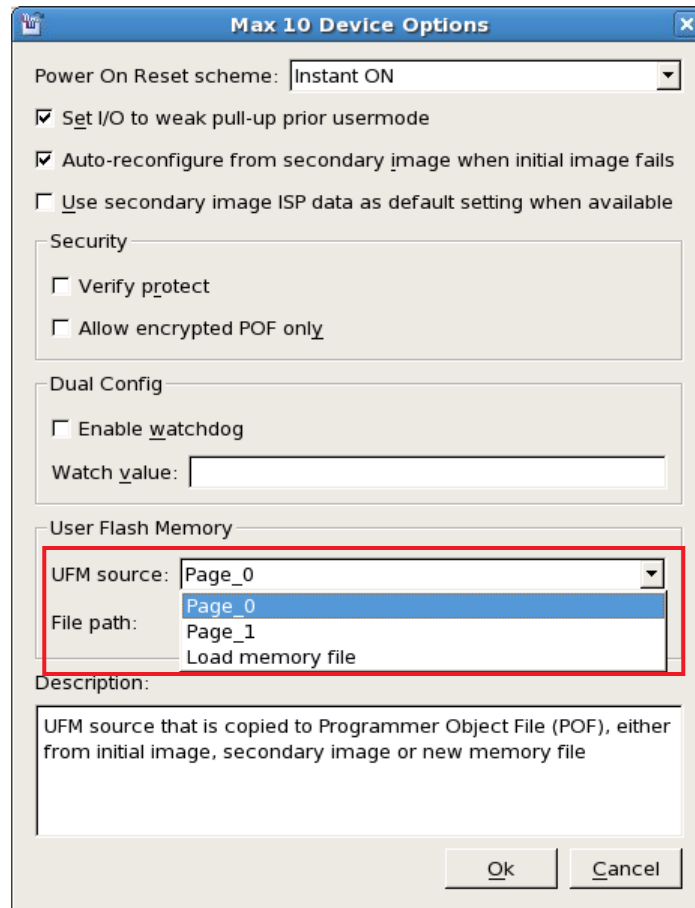 Max 10 Device Options
Power On Reset scheme: Instant ON
Set I/O to weak pull-up prior usermode
Auto-reconfigure from secondary image when initial image fails
Use secondary image ISP data as default setting when available
Security
Verify protect
Allow encrypted POF only
Dual Config
Enable watchdog
Watch value:
User Flash Memory
UFM source: Page_0
Page_0
File path:
Page_1
Load memory file
Description:
UFM source that is copied to Programmer Object File (POF), either
from initial image, secondary image or new memory file
Ok Cancel